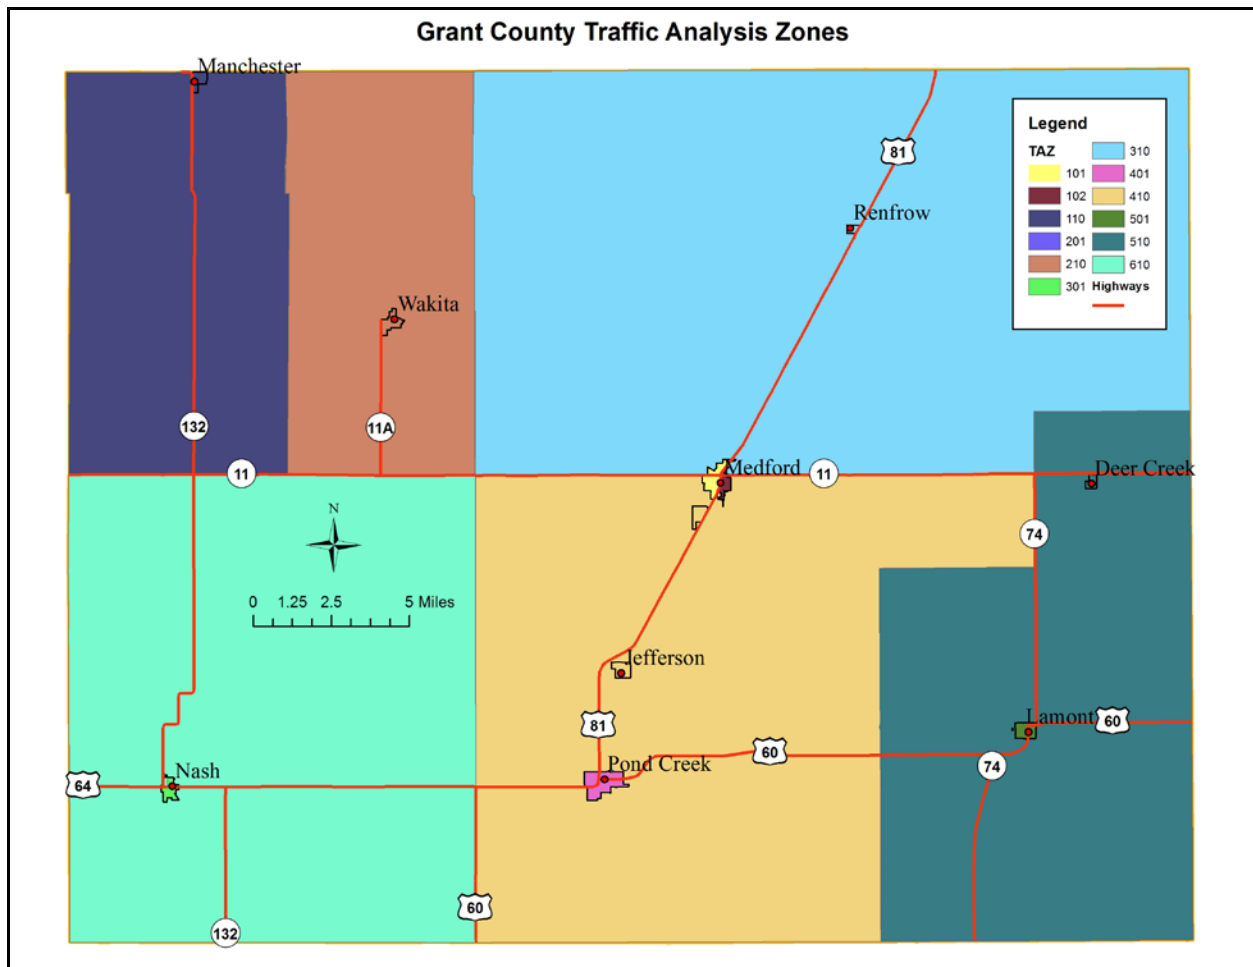 Grant County Traffic Analysis Zones
Manchester
81
Legend
TAZ
310
101
401
102
410
110
501
201
510
210
610
301
Highways
Renfrow
Wakita
132
11A
11
Medford
11
Deer Creek
N
74
0 1.25 2.5 5 Miles
Jefferson
81
60
Lamont
60
74
64
Nash
Pond Creek
60
132